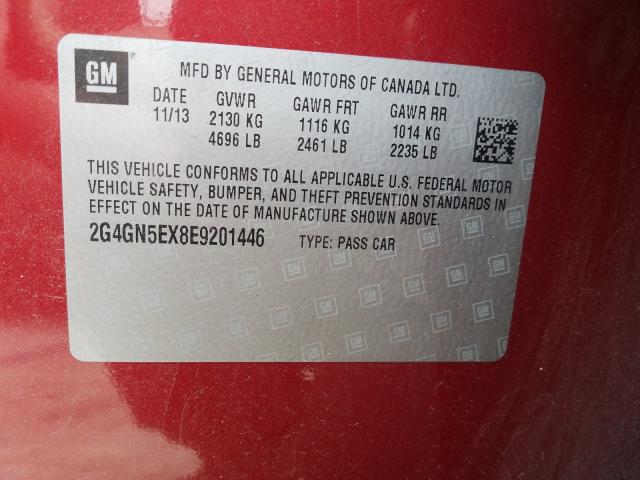 GM
MFD BY GENERAL MOTORS OF CANADA LTD.
DATE GVWR GAWR FRT GAWR RR
11/13 2130 KG 1116 KG 1014 KG
4696 LB 2461 LB 2235 LB
THIS VEHICLE CONFORMS TO ALL APPLICABLE U.S. FEDERAL MOTOR
VEHICLE SAFETY, BUMPER, AND THEFT PREVENTION STANDARDS IN
EFFECT ON THE DATE OF MANUFACTURE SHOWN ABOVE.
2G4GN5EX8E9201446 TYPE: PASS CAR